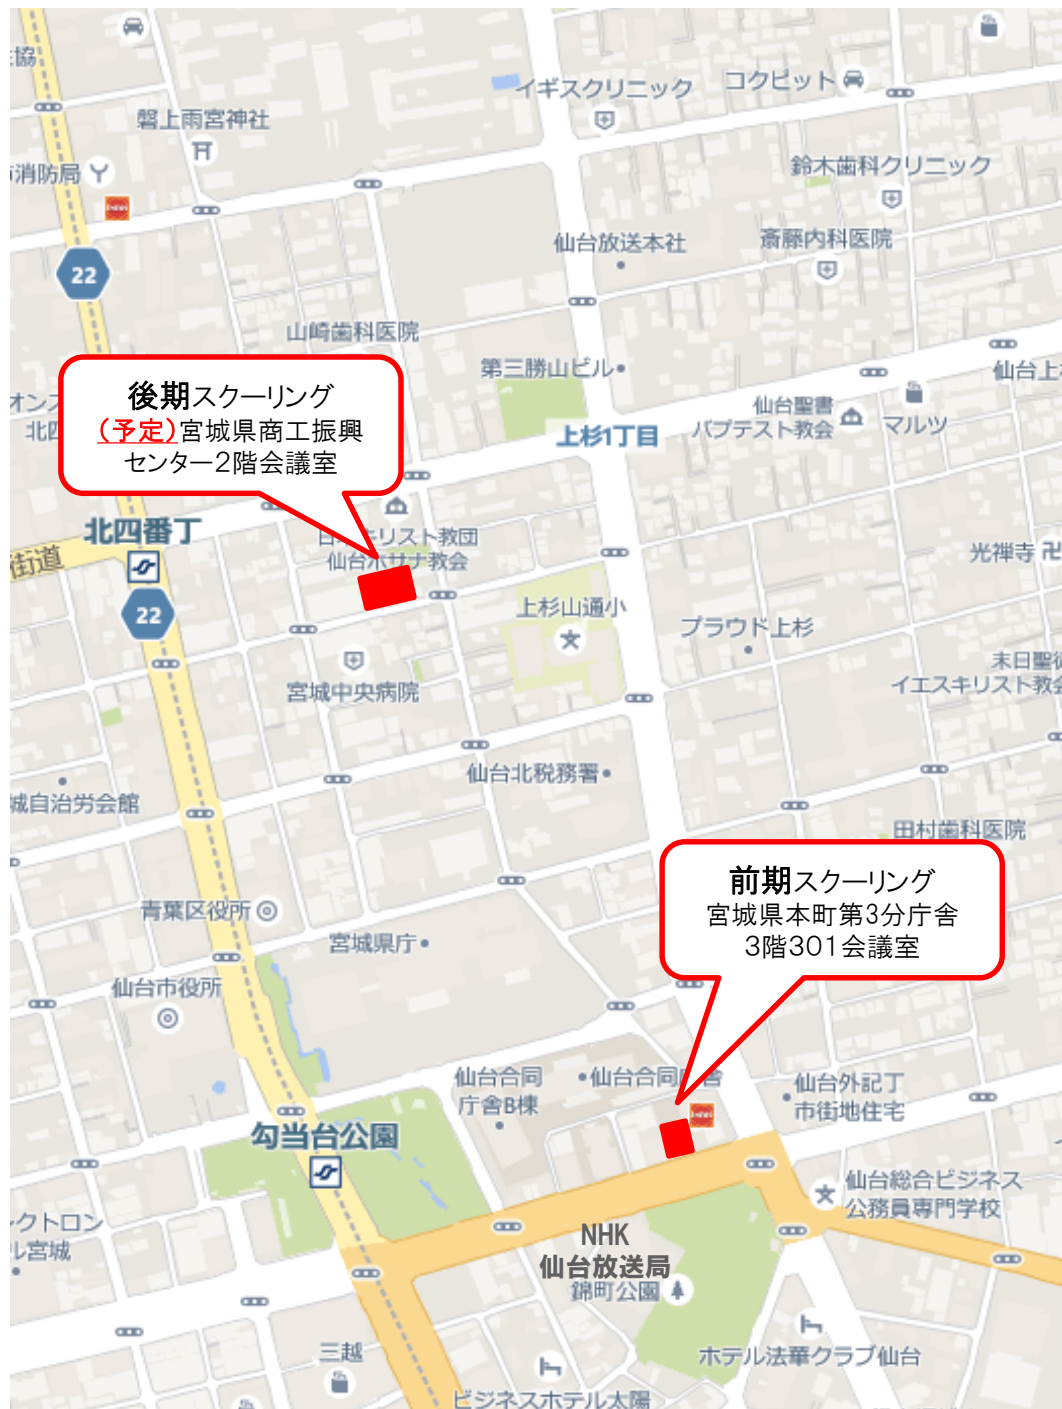 協
イギスクリニック
コクピット
磐上雨宮神社
消防局
鈴木歯科クリニック
ENEOS
仙台放送本社
斎藤内科医院
22
山崎歯科医院
第三勝山ビル
仙台上
後期スクーリング
(予定)宮城県商工振興
センター2階会議室
オンス
北四
仙台聖書
バプテスト教会
マルツ
上杉1丁目
北四番丁
街道
キリスト教団
仙台ホサナ教会
光禅寺
22
上杉山通小
プラウド上杉
宮城中央病院
末日聖徒
イエスキリスト教会
仙台北税務署
城自治労会館
田村歯科医院
前期スクーリング
宮城県本町第3分庁舎
3階301会議室
青葉区役所
宮城県庁
仙台市役所
仙台合同
庁舎B棟
仙台合同庁舎
仙台外記丁
市街地住宅
ENEOS
勾当台公園
仙台総合ビジネス
公務員専門学校
クトロン
ル宮城
NHK
仙台放送局
錦町公園
三越
ホテル法華クラブ仙台
ビジネスホテル太陽